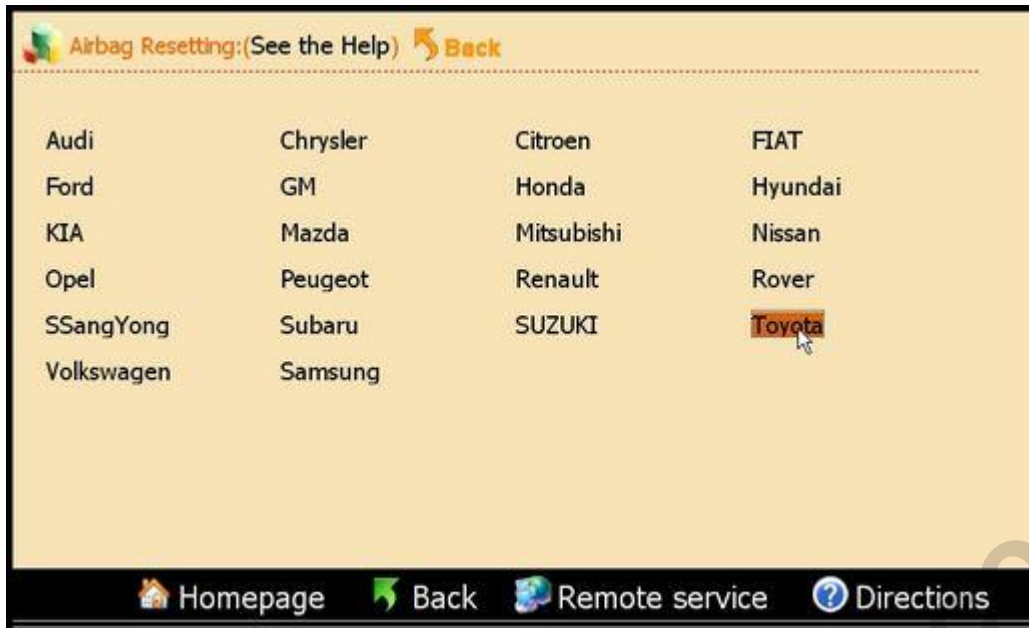 Airbag Resetting:(See the Help) Back
Audi Chrysler Citroen FIAT
Ford GM Honda Hyundai
KIA Mazda Mitsubishi Nissan
Opel Peugeot Renault Rover
SSangYong Subaru SUZUKI Toyota
Volkswagen Samsung
Homepage Back Remote service Directions